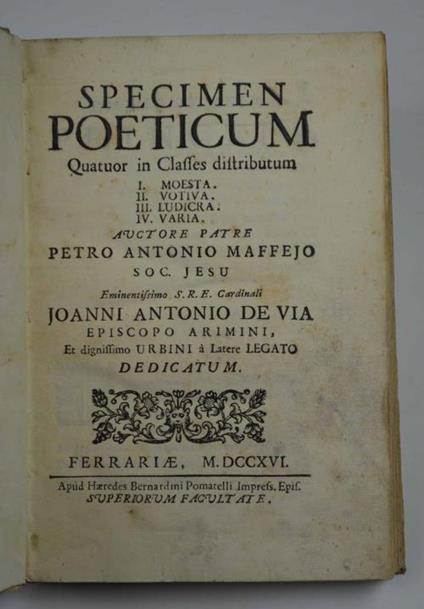 SPECIMEN
POETICUM
Quatuor in Claſſes diſtributum
I. MOESTA.
II. VOTIVA.
III. LUDICRA.
IV. VARIA.
AVCTORE PATRE
PETRO ANTONIO MAFFEJO
SOC. JESU
Eminentiſſimo S. R. E. Cardinali
JOANNI ANTONIO DE VIA
EPISCOPO ARIMINI,
Et digniſſimo URBINI à Latere LEGATO
DEDICATUM.
FERRARIÆ, M.DCCXVI.
Apud Hæredes Bernardini Pomatelli Impreſs. Epiſ.
SUPERIORUM FACULTATE.